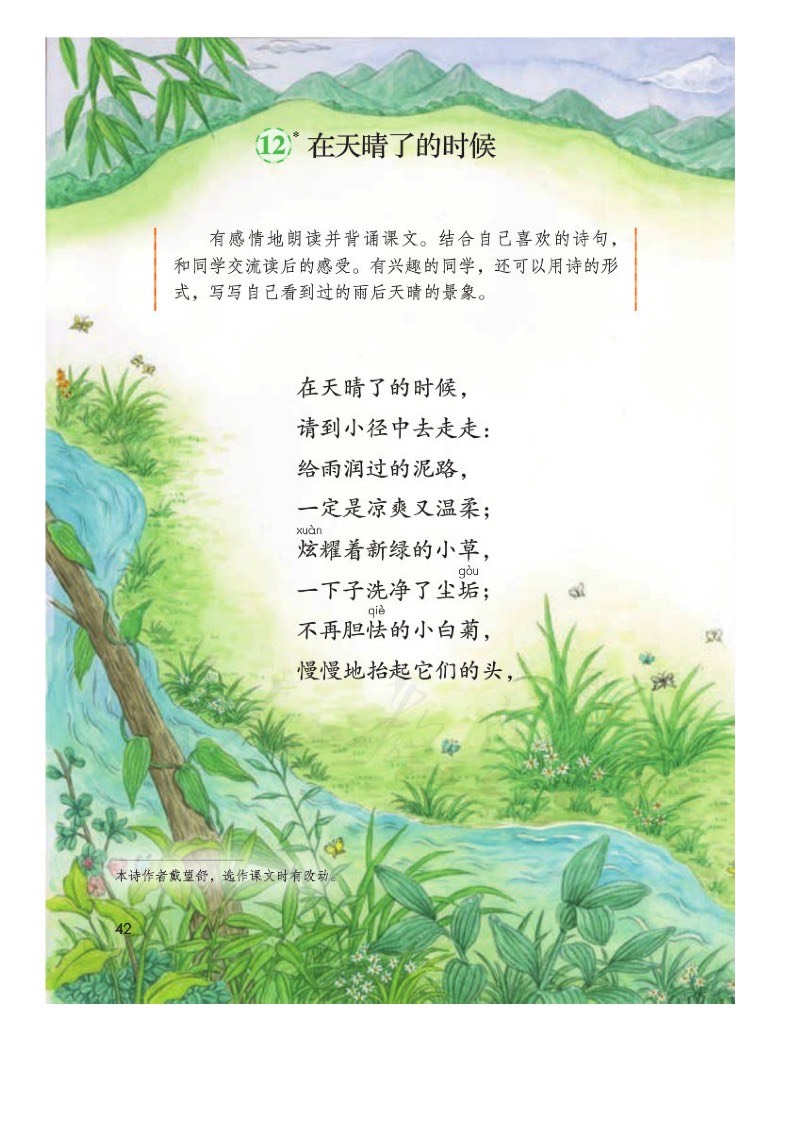 12* 在天晴了的时候
有感情地朗读并背诵课文。结合自己喜欢的诗句，
和同学交流读后的感受。有兴趣的同学，还可以用诗的形
式，写写自己看到过的雨后天晴的景象。
在天晴了的时候，
请到小径中去走走：
给雨润过的泥路，
一定是凉爽又温柔；
xuàn
炫耀着新绿的小草，
gòu
一下子洗净了尘垢；
qiè
不再胆怯的小白菊，
慢慢地抬起它们的头，
本诗作者戴望舒，选作课文时有改动。
42